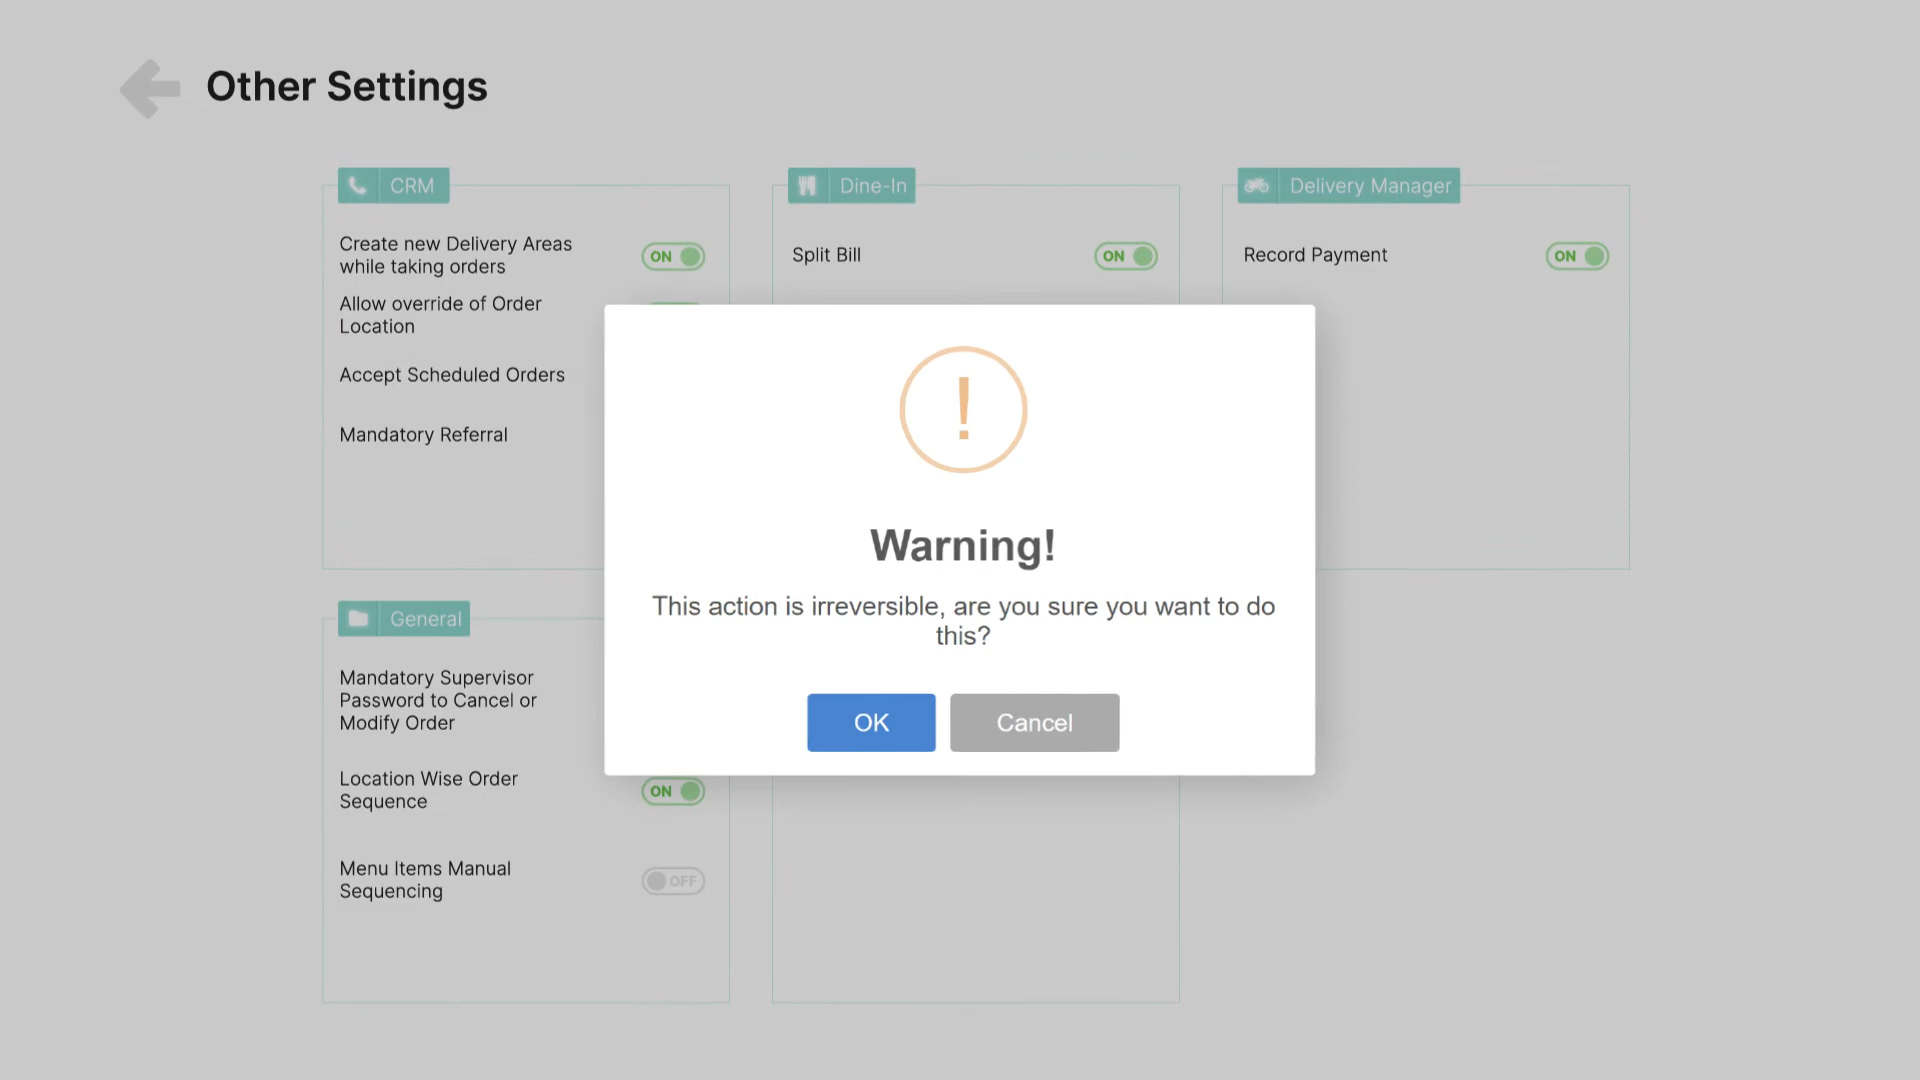 Other Settings
CRM
Create new Delivery Areas
while taking orders
ON
Allow override of Order
Location
Accept Scheduled Orders
Mandatory Referral
Dine-In
Split Bill
ON
Delivery Manager
Record Payment
ON
!
Warning!
This action is irreversible, are you sure you want to do
this?
OK
Cancel
General
Mandatory Supervisor
Password to Cancel or
Modify Order
Location Wise Order
Sequence
ON
Menu Items Manual
Sequencing
OFF